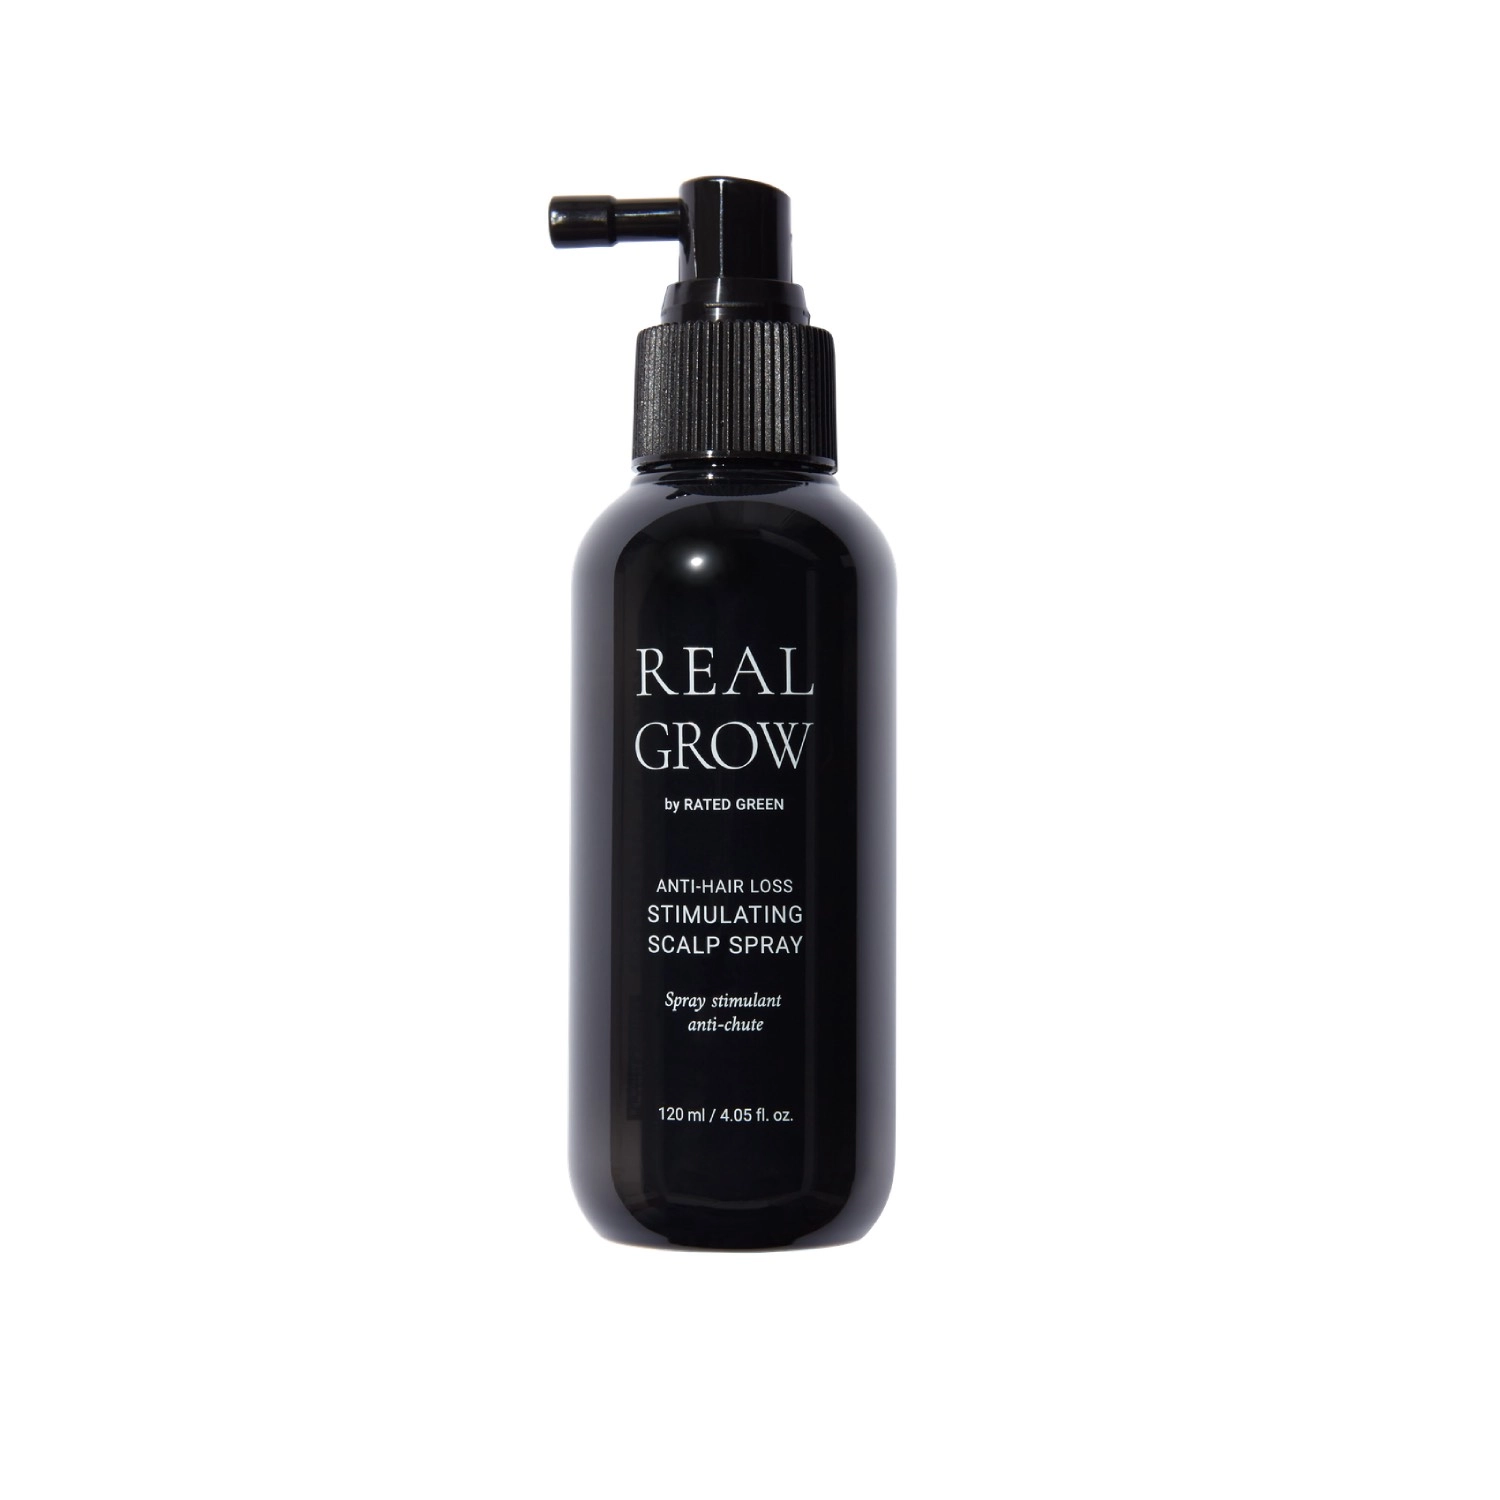 REAL
GROW
by RATED GREEN
ANTI-HAIR LOSS
STIMULATING
SCALP SPRAY
Spray stimulant
anti-chute
120 ml / 4.05 fl. oz.